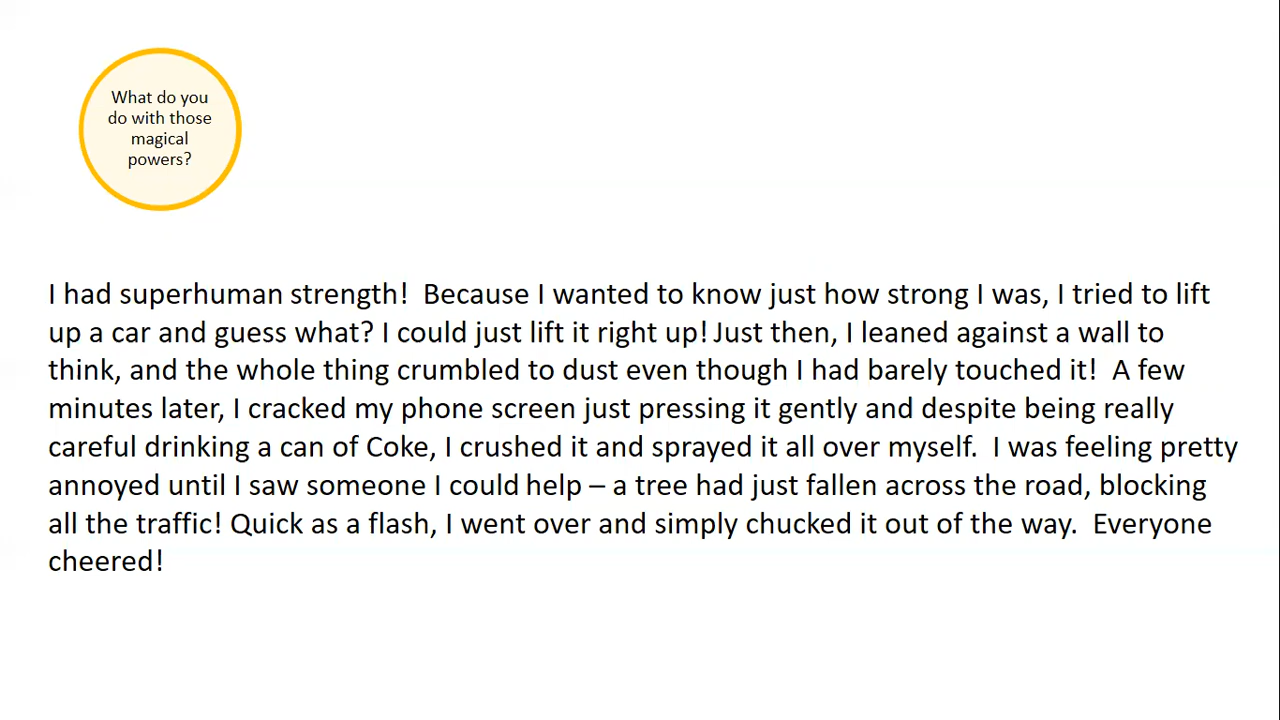 What do you
do with those
magical
powers?
I had superhuman strength!  Because I wanted to know just how strong I was, I tried to lift
up a car and guess what? I could just lift it right up! Just then, I leaned against a wall to
think, and the whole thing crumbled to dust even though I had barely touched it!  A few
minutes later, I cracked my phone screen just pressing it gently and despite being really
careful drinking a can of Coke, I crushed it and sprayed it all over myself.  I was feeling pretty
annoyed until I saw someone I could help – a tree had just fallen across the road, blocking
all the traffic! Quick as a flash, I went over and simply chucked it out of the way.  Everyone
cheered!